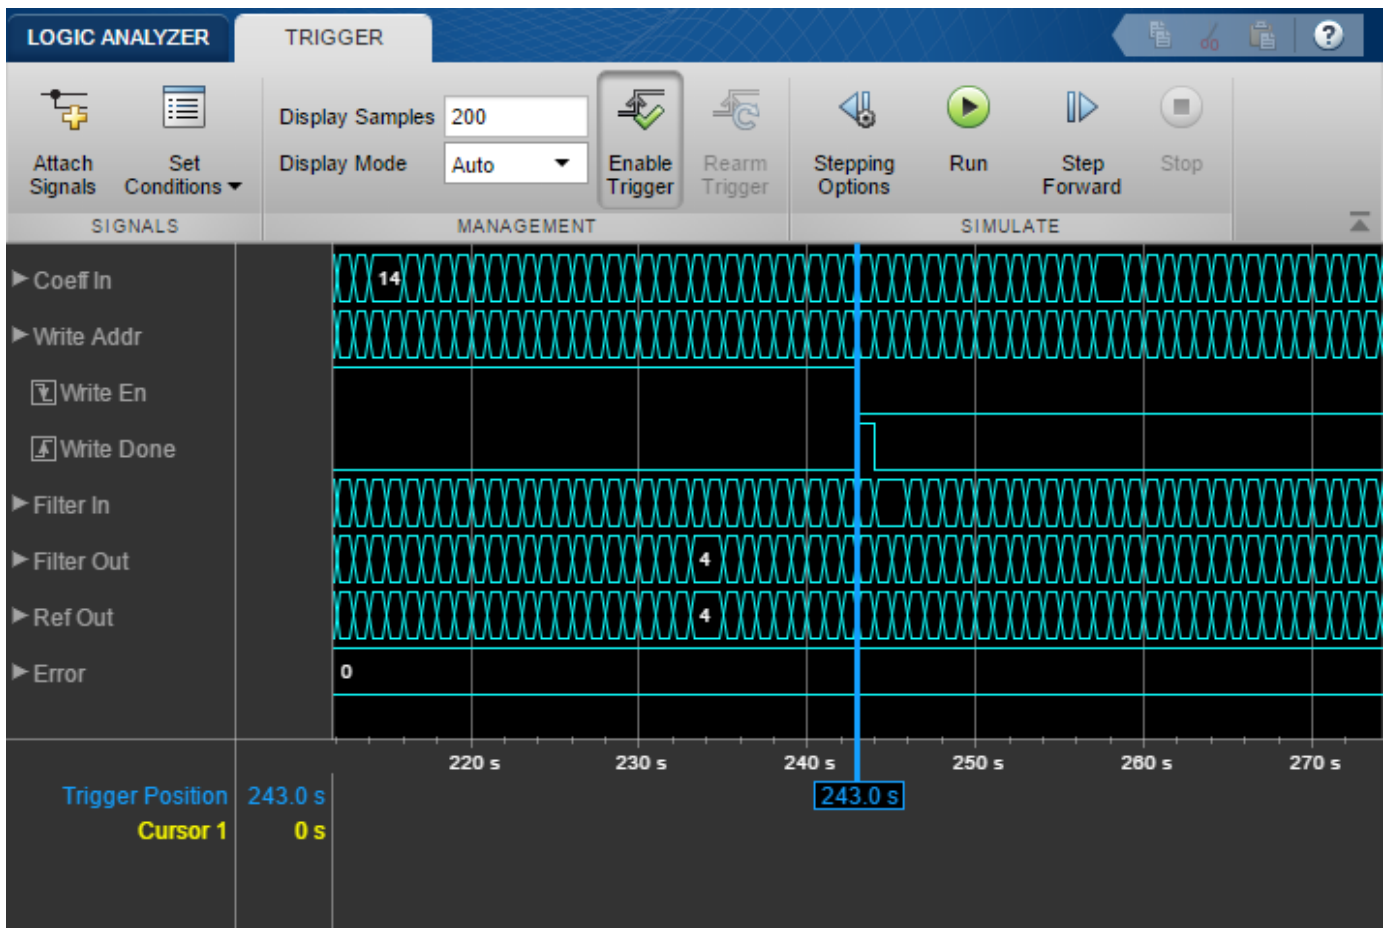 LOGIC ANALYZER TRIGGER ?
Display Samples 200
Display Mode Auto
Attach Signals
Set Conditions
Enable Trigger
Rearm Trigger
Stepping Options
Run
Step Forward
Stop
SIGNALS MANAGEMENT SIMULATE
Coeff In 14
Write Addr
Write En
Write Done
Filter In
Filter Out 4
Ref Out 4
Error 0
220 s 230 s 240 s 250 s 260 s 270 s
Trigger Position 243.0 s 243.0 s
Cursor 1 0 s